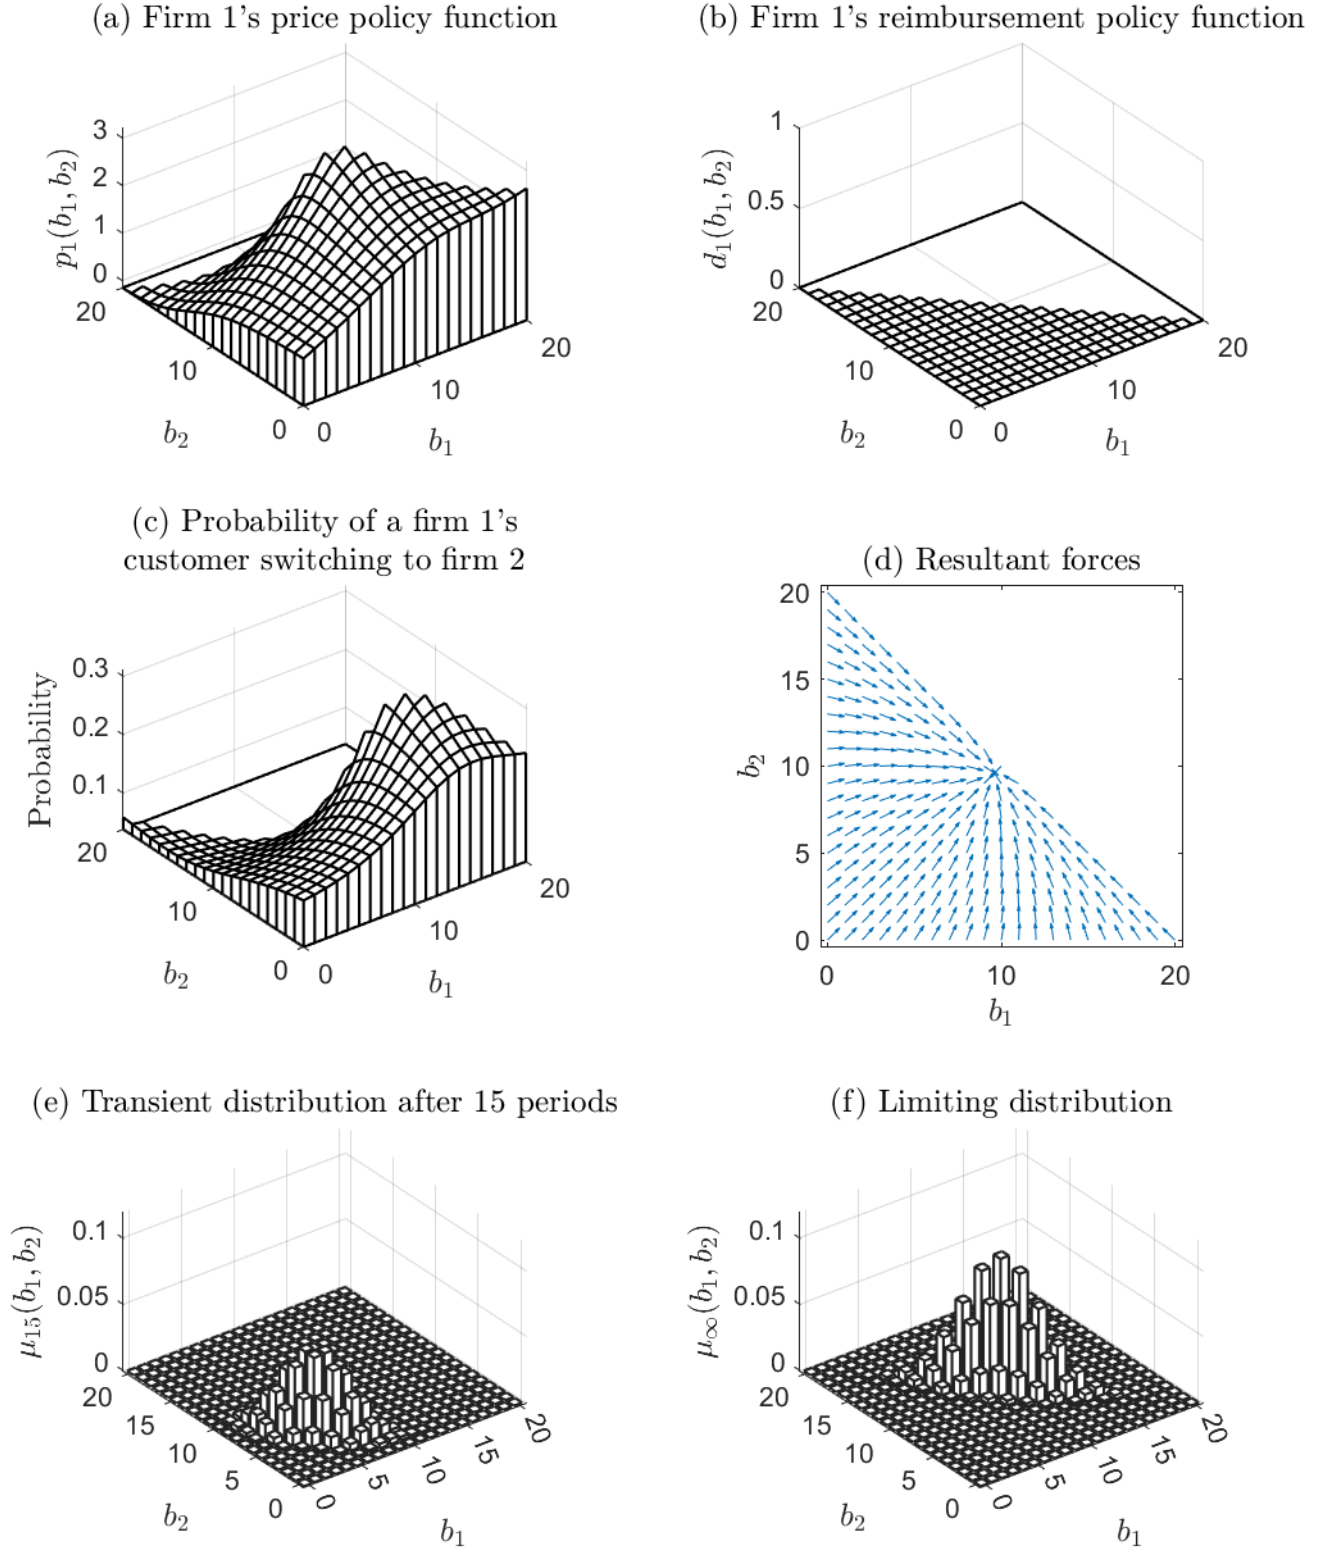 (a) Firm 1's price policy function
3
2
1
0
p₁(b₁, b₂)
20
10
0
b₂
0
10
20
b₁
(b) Firm 1's reimbursement policy function
1
0.5
0
d₁(b₁, b₂)
20
10
0
b₂
0
10
20
b₁
(c) Probability of a firm 1's
customer switching to firm 2
0.3
0.2
0.1
Probability
20
10
0
b₂
0
10
20
b₁
(d) Resultant forces
20
15
10
5
0
b₂
0
10
20
b₁
(e) Transient distribution after 15 periods
0.1
0.05
0
μ₁₅(b₁, b₂)
20
15
10
5
0
b₂
0
5
10
15
20
b₁
(f) Limiting distribution
0.1
0.05
0
μ∞(b₁, b₂)
20
15
10
5
0
b₂
0
5
10
15
20
b₁